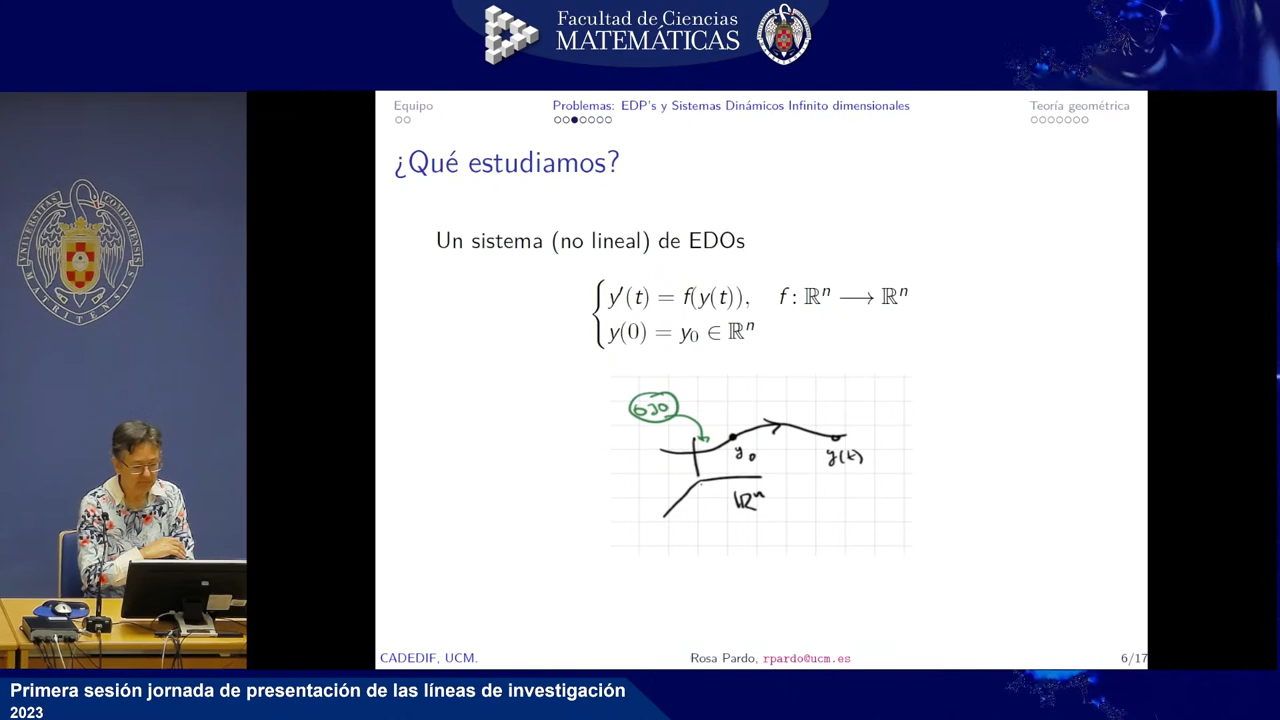 Facultad de Ciencias
MATEMÁTICAS
Equipo
Problemas: EDP's y Sistemas Dinámicos Infinito dimensionales
Teoría geométrica
¿Qué estudiamos?
Un sistema (no lineal) de EDOs
y′(t) = f(y(t)), f: ℝⁿ ⟶ ℝⁿ
y(0) = y₀ ∈ ℝⁿ
y₀
y(t)
ℝⁿ
CADEDIF, UCM.
Rosa Pardo, rpardo@ucm.es
6/17
Primera sesión jornada de presentación de las líneas de investigación
2023